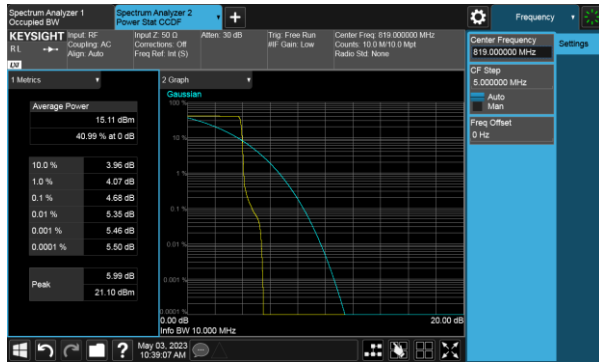 Spectrum Analyzer 1
Occupied BW
Spectrum Analyzer 2
Power Stat CCDF
+
Frequency
KEYSIGHT
Input: RF
Coupling: AC
Align: Auto
Input Z: 50 Ω
Corrections: Off
Freq Ref: Int (S)
Atten: 30 dB
Trig: Free Run
#IF Gain: Low
Center Freq: 819.000000 MHz
Counts: 10.0 M/10.0 Mpt
Radio Std: None
RL
LXI
Center Frequency
819.000000 MHz
Settings
CF Step
5.000000 MHz
Auto
Man
Freq Offset
0 Hz
1 Metrics
Average Power
15.11 dBm
40.99 % at 0 dB
10.0 % 3.96 dB
1.0 % 4.07 dB
0.1 % 4.68 dB
0.01 % 5.35 dB
0.001 % 5.46 dB
0.0001 % 5.50 dB
Peak
5.99 dB
21.10 dBm
2 Graph
Gaussian
100 %
10 %
1 %
0.1 %
0.01 %
0.001 %
0.0001 %
0.00 dB 20.00 dB
Info BW 10.000 MHz
?
May 03, 2023
10:39:07 AM